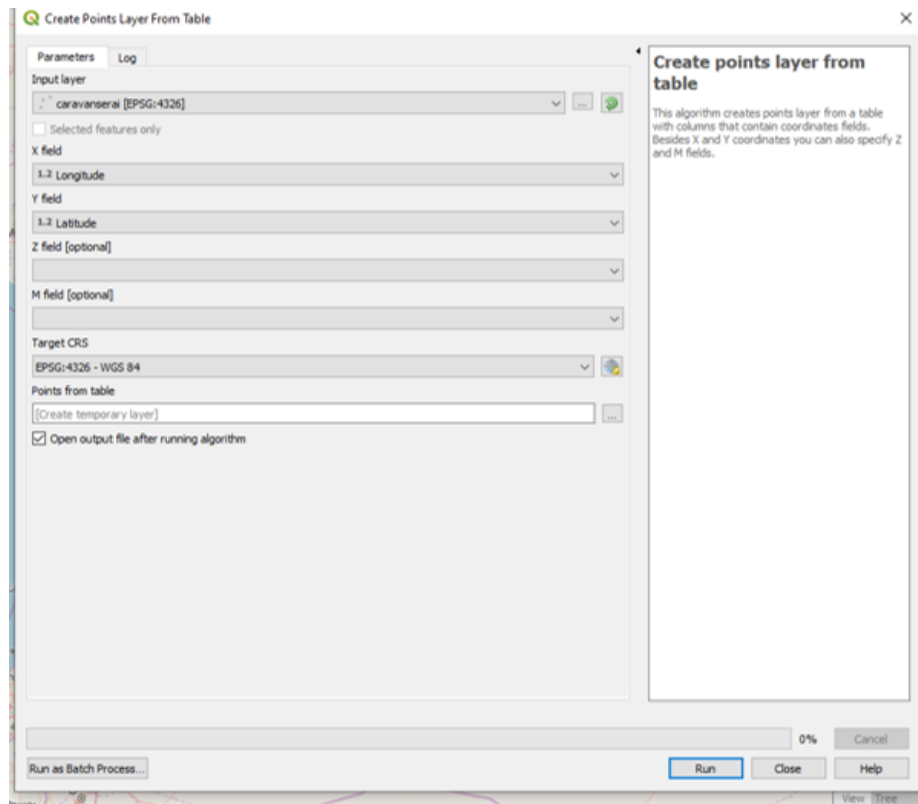 Create Points Layer From Table
Parameters Log
Input layer
caravanserai [EPSG:4326]
...
Selected features only
X field
1.2 Longitude
Y field
1.2 Latitude
Z field [optional]
M field [optional]
Target CRS
EPSG:4326 - WGS 84
Points from table
[Create temporary layer]
...
Open output file after running algorithm
Create points layer from
table
This algorithm creates points layer from a table
with columns that contain coordinates fields.
Besides X and Y coordinates you can also specify Z
and M fields.
0%
Cancel
Run as Batch Process...
Run
Close
Help
View Tree